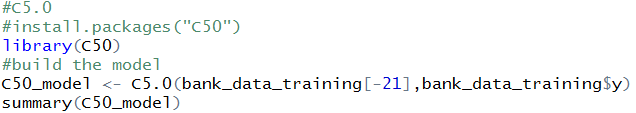 #C5.0
#install.packages("C50")
library(C50)
#build the model
C50_model <- C5.0(bank_data_training[-21],bank_data_training$y)
summary(C50_model)